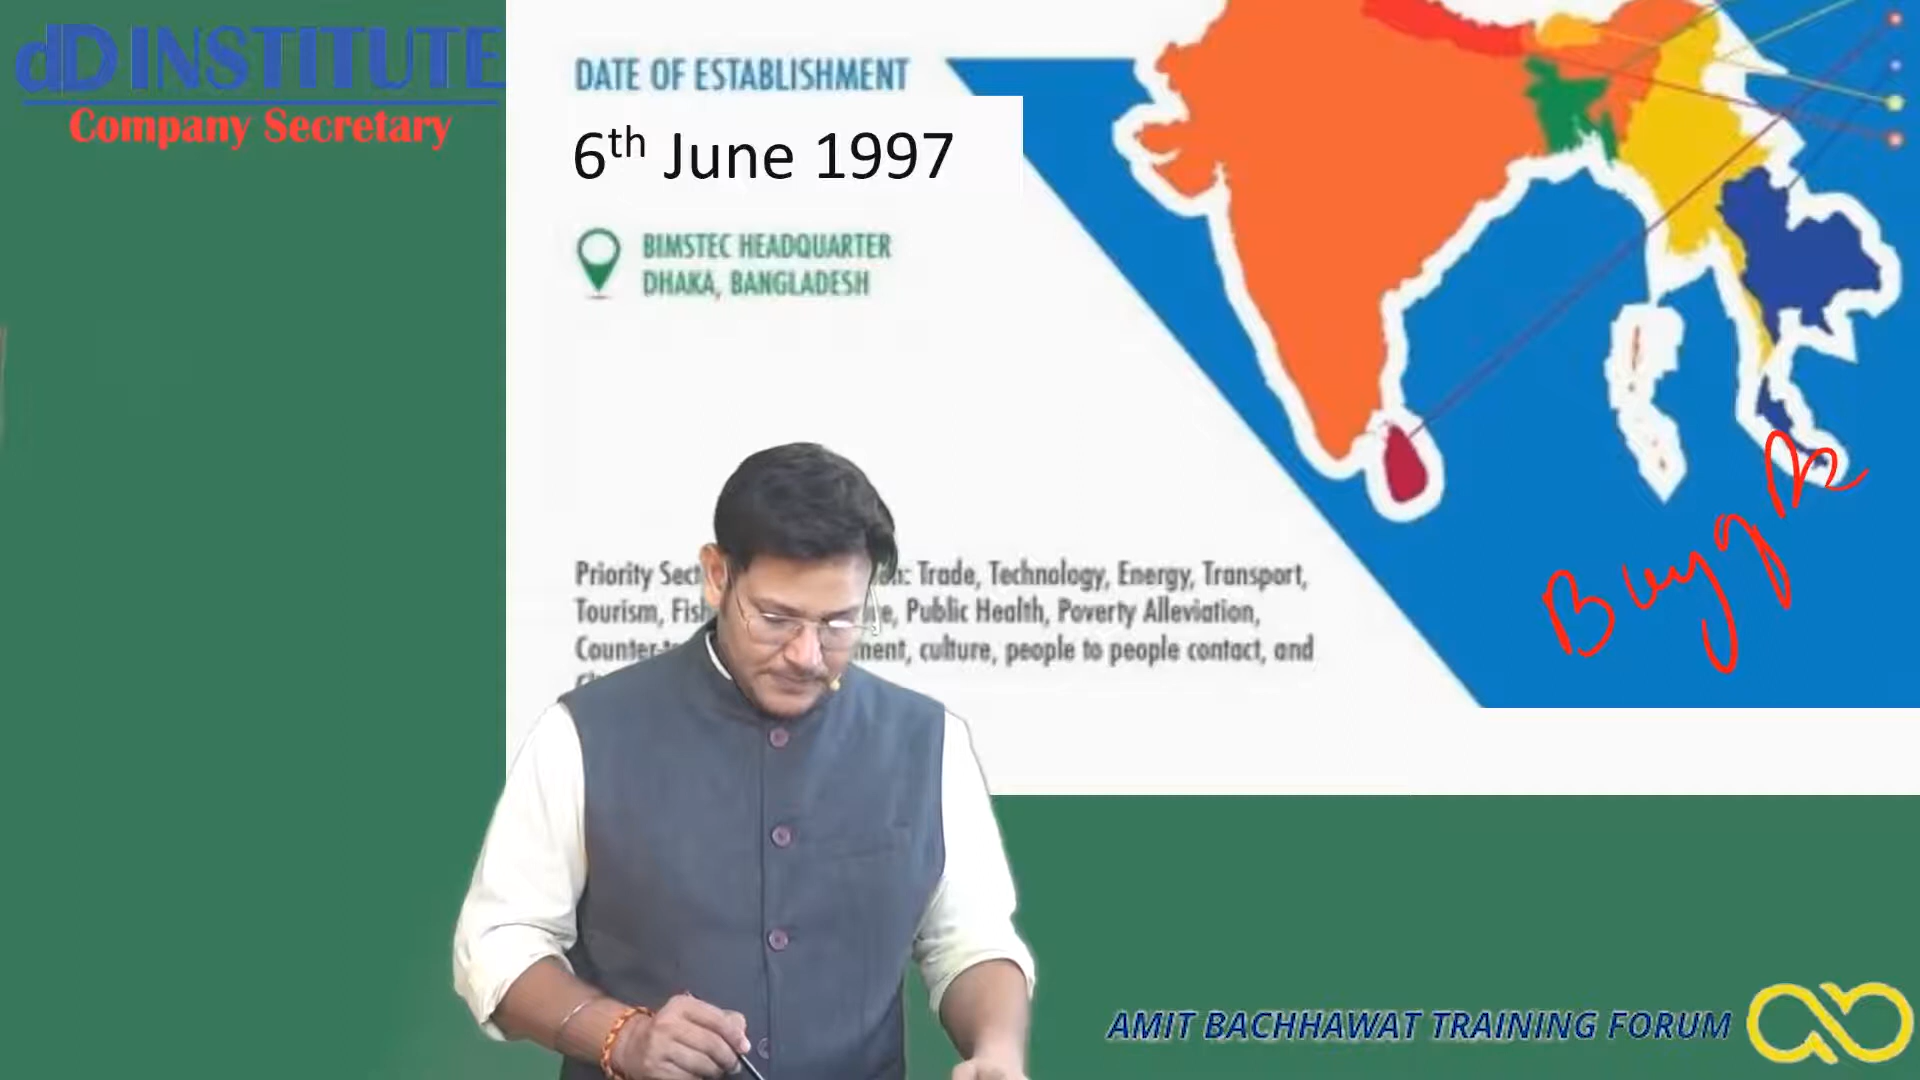 dD INSTITUTE
Company Secretary
DATE OF ESTABLISHMENT
6th June 1997
BIMSTEC HEADQUARTER
DHAKA, BANGLADESH
Priority Sect : Trade, Technology, Energy, Transport,
Tourism, Fish e, Public Health, Poverty Alleviation,
Counter-t ment, culture, people to people contact, and
AMIT BACHHAWAT TRAINING FORUM